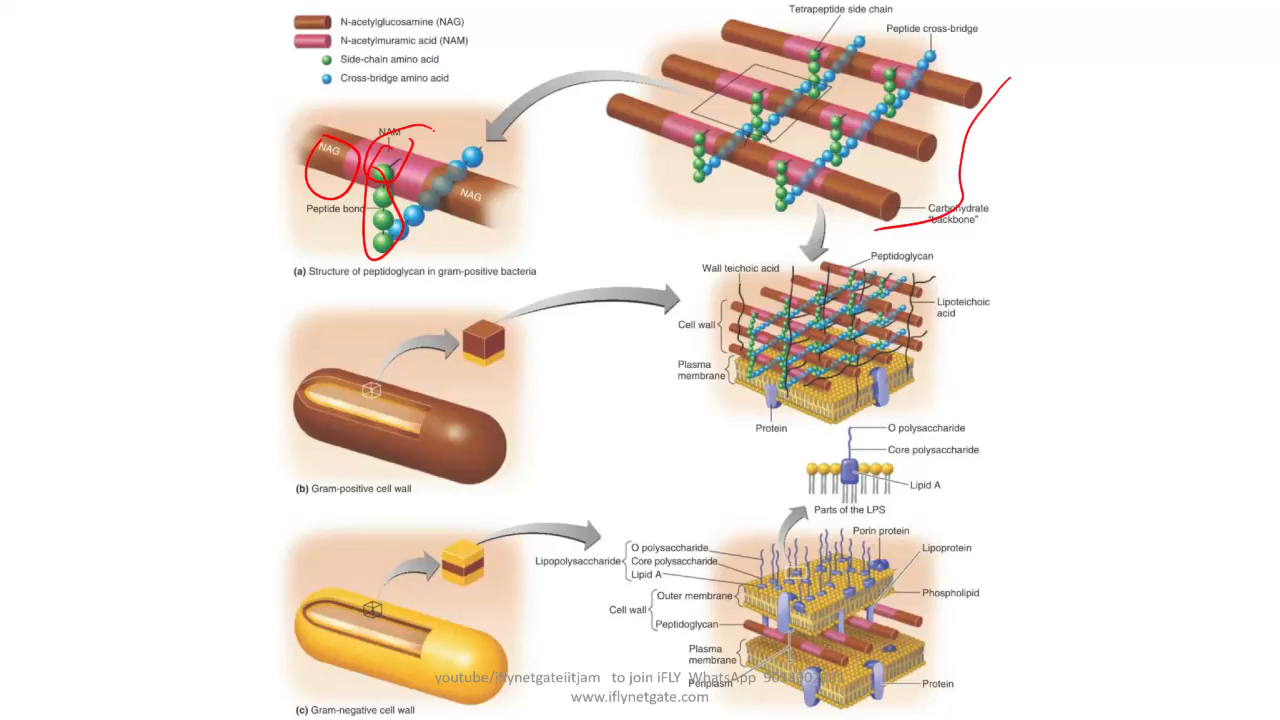 N-acetylglucosamine (NAG)
N-acetylmuramic acid (NAM)
Side-chain amino acid
Cross-bridge amino acid
Tetrapeptide side chain
Peptide cross-bridge
NAM
NAG
NAG
Peptide bond
Carbohydrate
"backbone"
(a) Structure of peptidoglycan in gram-positive bacteria
Peptidoglycan
Wall teichoic acid
Lipoteichoic
acid
Cell wall
Plasma
membrane
Protein
(b) Gram-positive cell wall
O polysaccharide
Core polysaccharide
Lipid A
Parts of the LPS
Porin protein
Lipopolysaccharide
O polysaccharide
Core polysaccharide
Lipid A
Lipoprotein
Phospholipid
Cell wall
Outer membrane
Peptidoglycan
Plasma
membrane
Periplasm
Protein
youtube/iflynetgateiitjam to join iFLY WhatsApp
www.iflynetgate.com
(c) Gram-negative cell wall